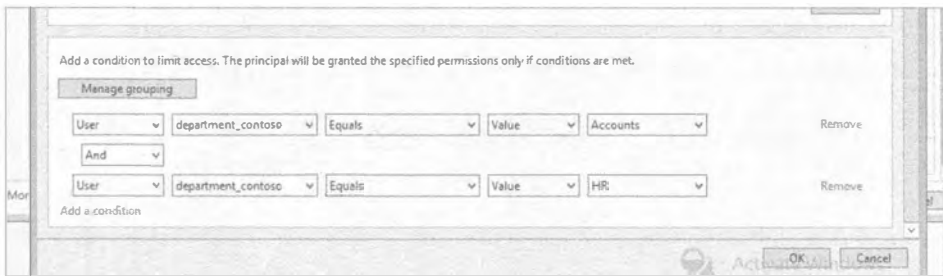 Add a condition to limit access. The principal will be granted the specified permissions only if conditions are met.
Manage grouping
User department_contoso Equals Value Accounts Remove
And
User department_contoso Equals Value HR Remove
Mor
Add a condition
OK Cancel